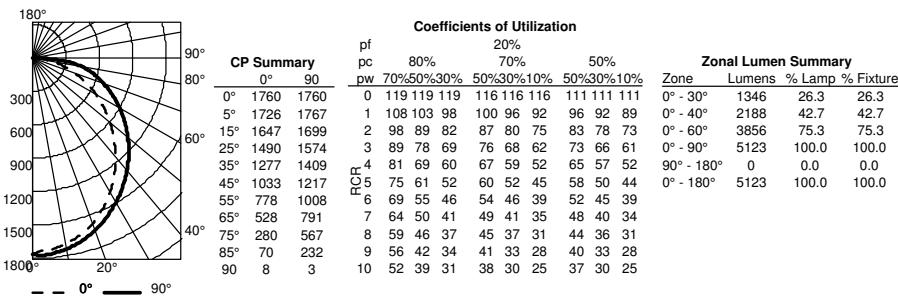 180°
90°
80°
60°
40°
300
600
900
1200
1500
1800
0°
20°
0° 90°
CP Summary
0° 90
0° 1760 1760
5° 1726 1767
15° 1647 1699
25° 1490 1574
35° 1277 1409
45° 1033 1217
55° 778 1008
65° 528 791
75° 280 567
85° 70 232
90 8 3
Coefficients of Utilization
pf 20%
pc 80% 70% 50%
pw 70%50%30% 50%30%10% 50%30%10%
RCR
0 119 119 119 116 116 116 111 111 111
1 108 103 98 100 96 92 96 92 89
2 98 89 82 87 80 75 83 78 73
3 89 78 69 76 68 62 73 66 61
4 81 69 60 67 59 52 65 57 52
5 75 61 52 60 52 45 58 50 44
6 69 55 46 54 46 39 52 45 39
7 64 50 41 49 41 35 48 40 34
8 59 46 37 45 37 31 44 36 31
9 56 42 34 41 33 28 40 33 28
10 52 39 31 38 30 25 37 30 25
Zonal Lumen Summary
Zone Lumens % Lamp % Fixture
0° - 30° 1346 26.3 26.3
0° - 40° 2188 42.7 42.7
0° - 60° 3856 75.3 75.3
0° - 90° 5123 100.0 100.0
90° - 180° 0 0.0 0.0
0° - 180° 5123 100.0 100.0